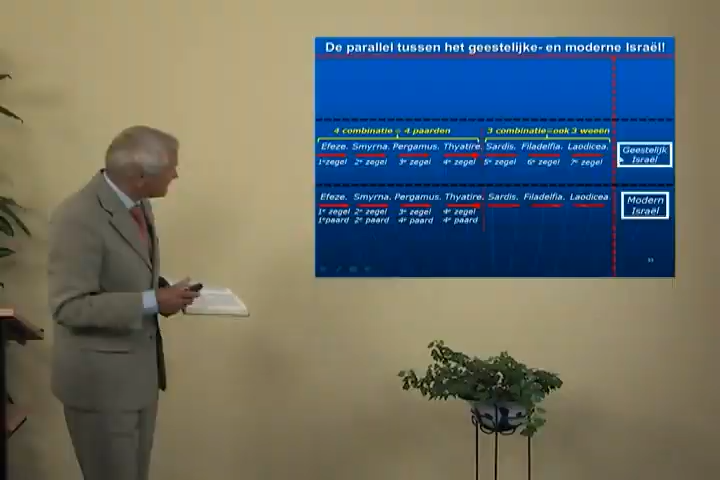 De parallel tussen het geestelijke- en moderne Israël!
4 combinatie = 4 paarden 3 combinatie=ook 3 weeën
Efeze. Smyrna. Pergamus. Thyatire. Sardis. Filadelfia. Laodicea.
1e zegel 2e zegel 3e zegel 4e zegel 5e zegel 6e zegel 7e zegel
Geestelijk
Israël
Efeze. Smyrna. Pergamus. Thyatire. Sardis. Filadelfia. Laodicea.
1e zegel 2e zegel 3e zegel 4e zegel
1e paard 2e paard 4e paard 4e paard
Modern
Israël